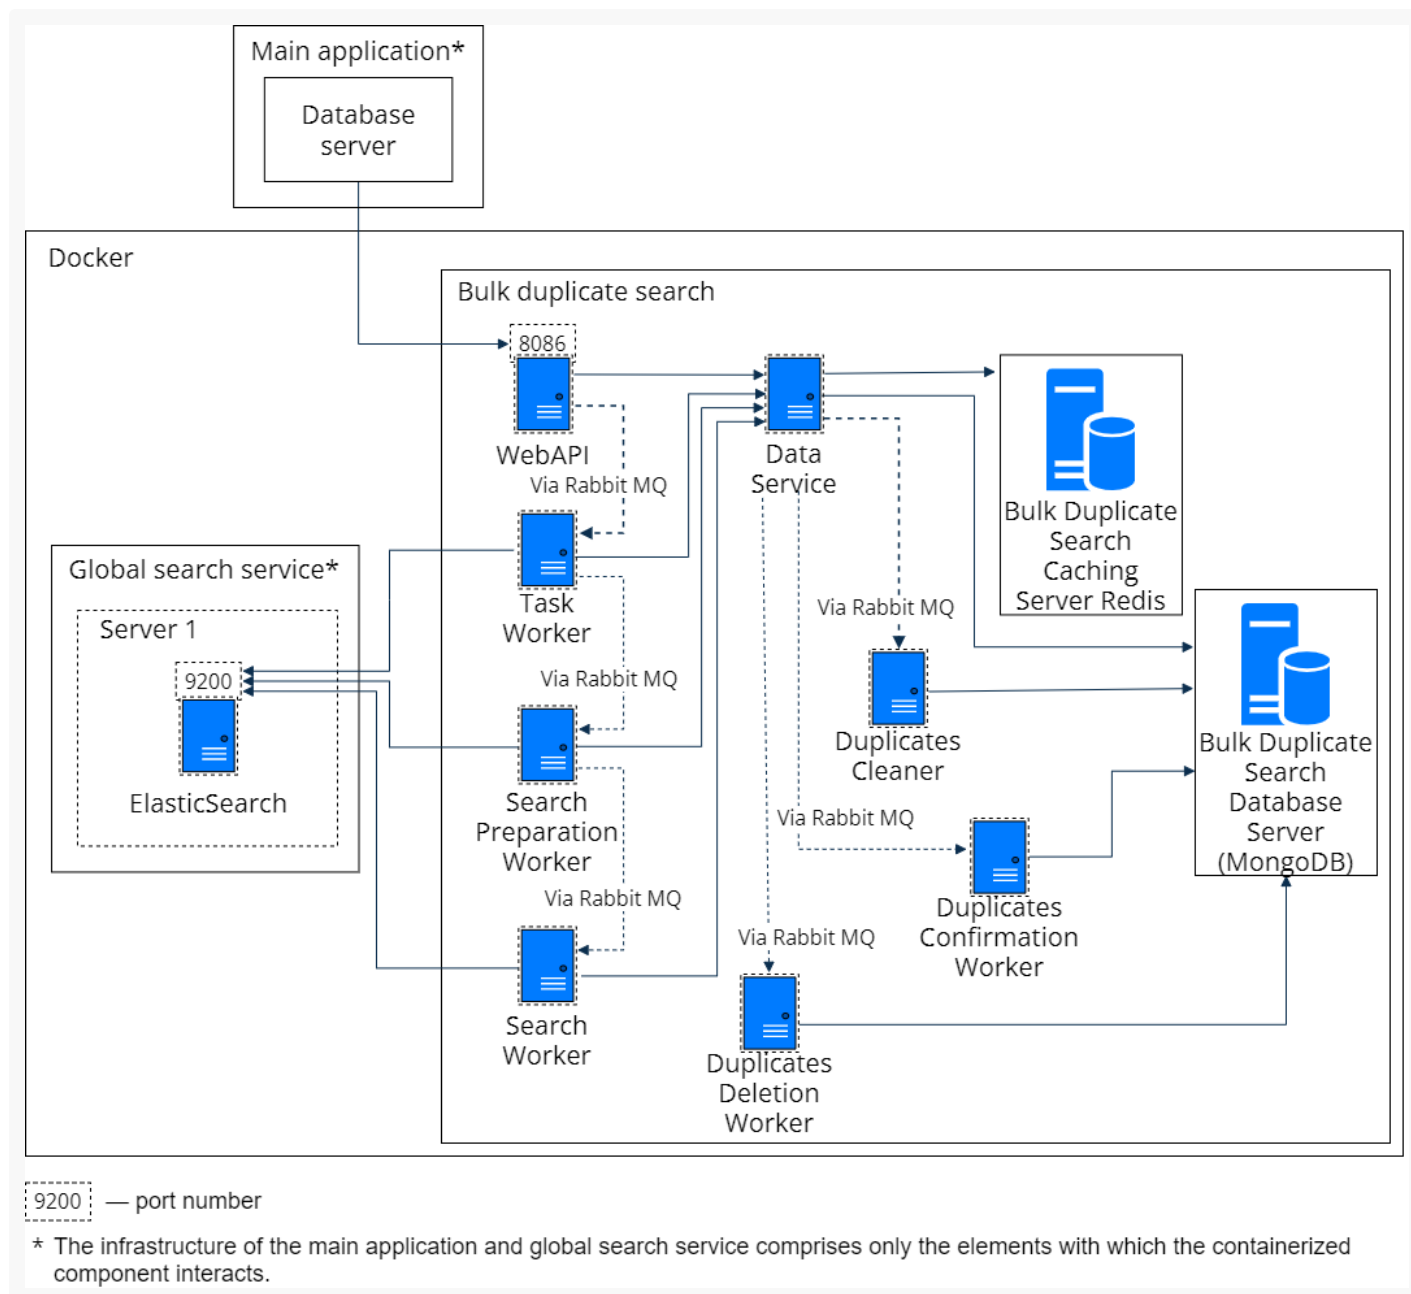 Main application*
Database
server
Docker
Bulk duplicate search
8086
WebAPI
Data
Service
Via Rabbit MQ
Bulk Duplicate
Search
Caching
Server Redis
Global search service*
Server 1
9200
ElasticSearch
Task
Worker
Via Rabbit MQ
Via Rabbit MQ
Duplicates
Cleaner
Bulk Duplicate
Search
Database
Server
(MongoDB)
Search
Preparation
Worker
Via Rabbit MQ
Via Rabbit MQ
Duplicates
Confirmation
Worker
Via Rabbit MQ
Search
Worker
Duplicates
Deletion
Worker
9200 — port number
* The infrastructure of the main application and global search service comprises only the elements with which the containerized
component interacts.